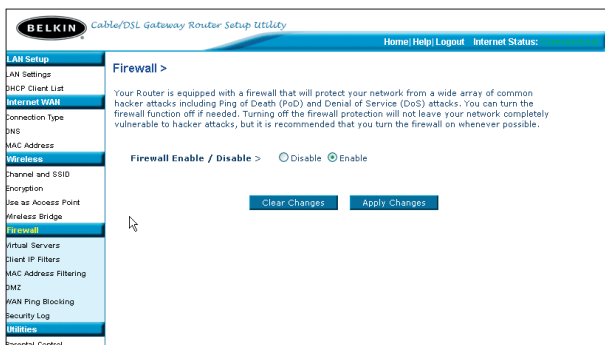 BELKIN Cable/DSL Gateway Router Setup Utility
Home| Help| Logout Internet Status:
LAN Setup
LAN Settings
DHCP Client List
Internet WAN
Connection Type
DNS
MAC Address
Wireless
Channel and SSID
Encryption
Use as Access Point
Wireless Bridge
Firewall
Virtual Servers
Client IP Filters
MAC Address Filtering
DMZ
WAN Ping Blocking
Security Log
Utilities
Parental Control
Firewall >
Your Router is equipped with a firewall that will protect your network from a wide array of common
hacker attacks including Ping of Death (PoD) and Denial of Service (DoS) attacks. You can turn the
firewall function off if needed. Turning off the firewall protection will not leave your network completely
vulnerable to hacker attacks, but it is recommended that you turn the firewall on whenever possible.
Firewall Enable / Disable > Disable Enable
Clear Changes Apply Changes